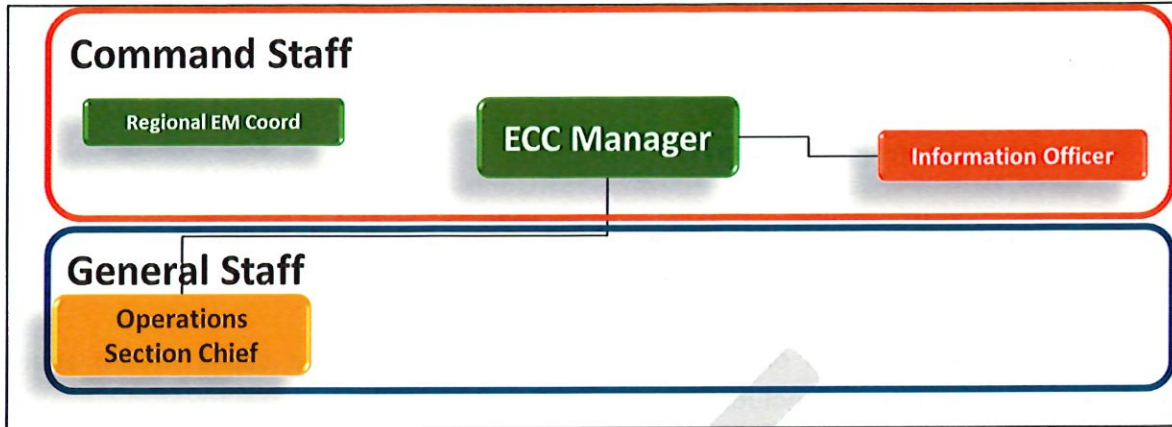 Command Staff
Regional EM Coord
ECC Manager
Information Officer
General Staff
Operations
Section Chief